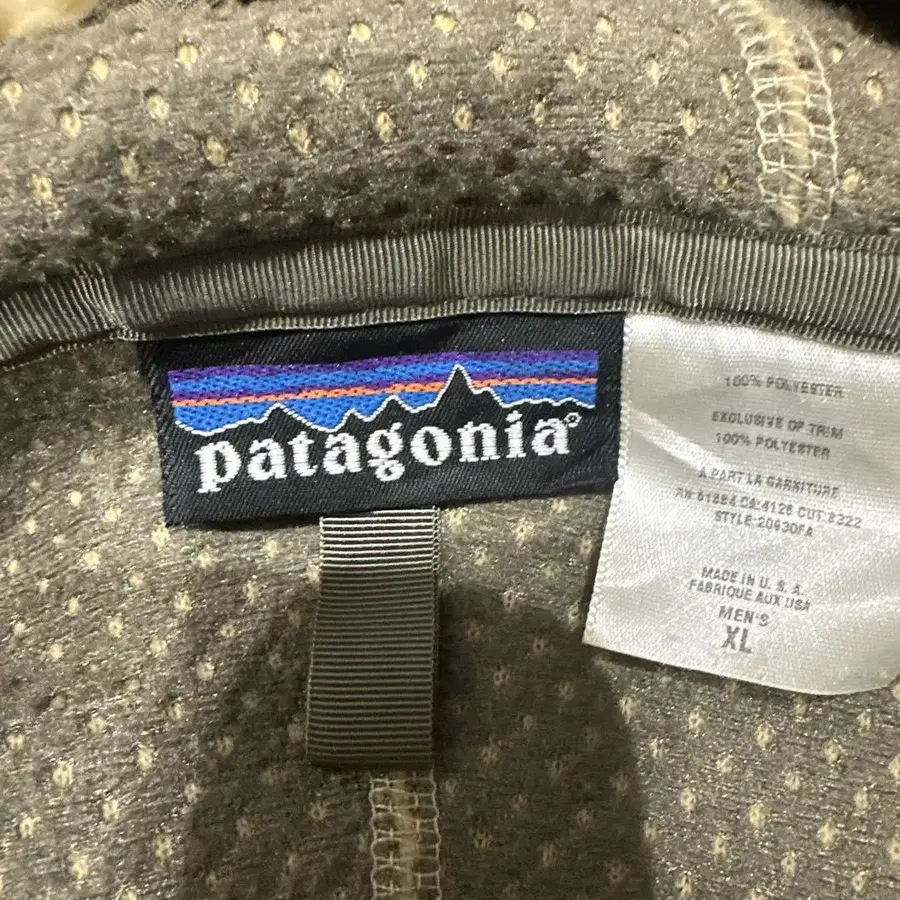 patagonia®
100% POLYESTER
EXCLUSIVE OF TRIM
100% POLYESTER
A PART LA GARNITURE
RN 51884 CA:4126 CUT 2322
STYLE:20930FA
MADE IN U. S. A.
FABRIQUE AUX USA
MEN'S
XL